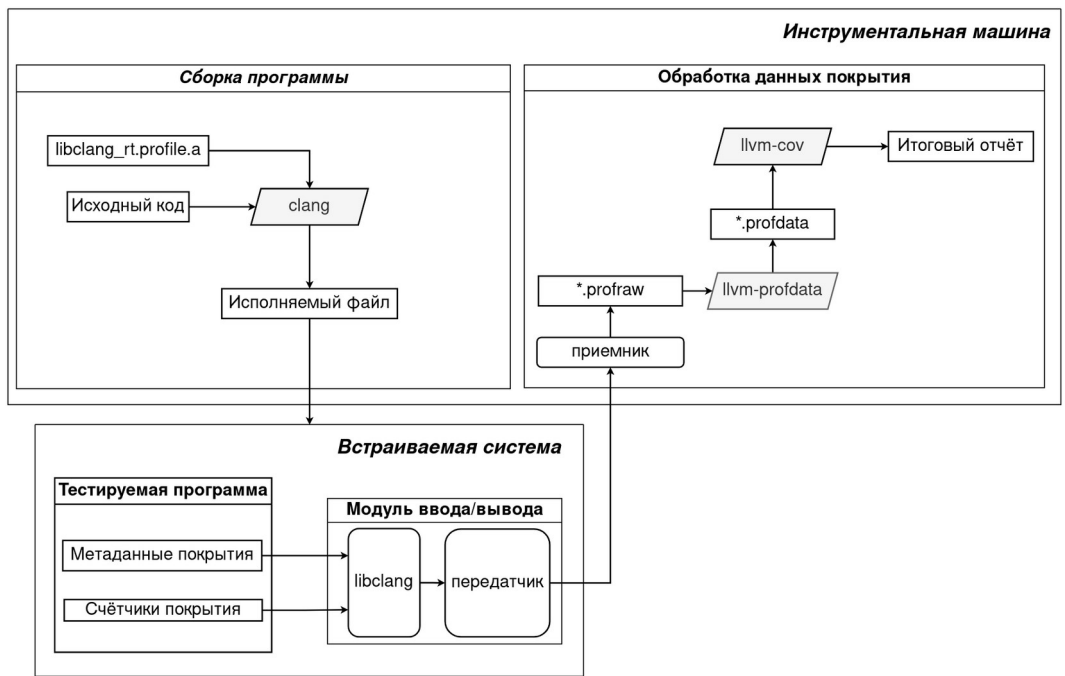 Инструментальная машина
Сборка программы
libclang_rt.profile.a
Исходный код
clang
Исполняемый файл
Обработка данных покрытия
llvm-cov
Итоговый отчёт
*.profdata
*.profraw
llvm-profdata
приемник
Встраиваемая система
Тестируемая программа
Метаданные покрытия
Счётчики покрытия
Модуль ввода/вывода
libclang
передатчик